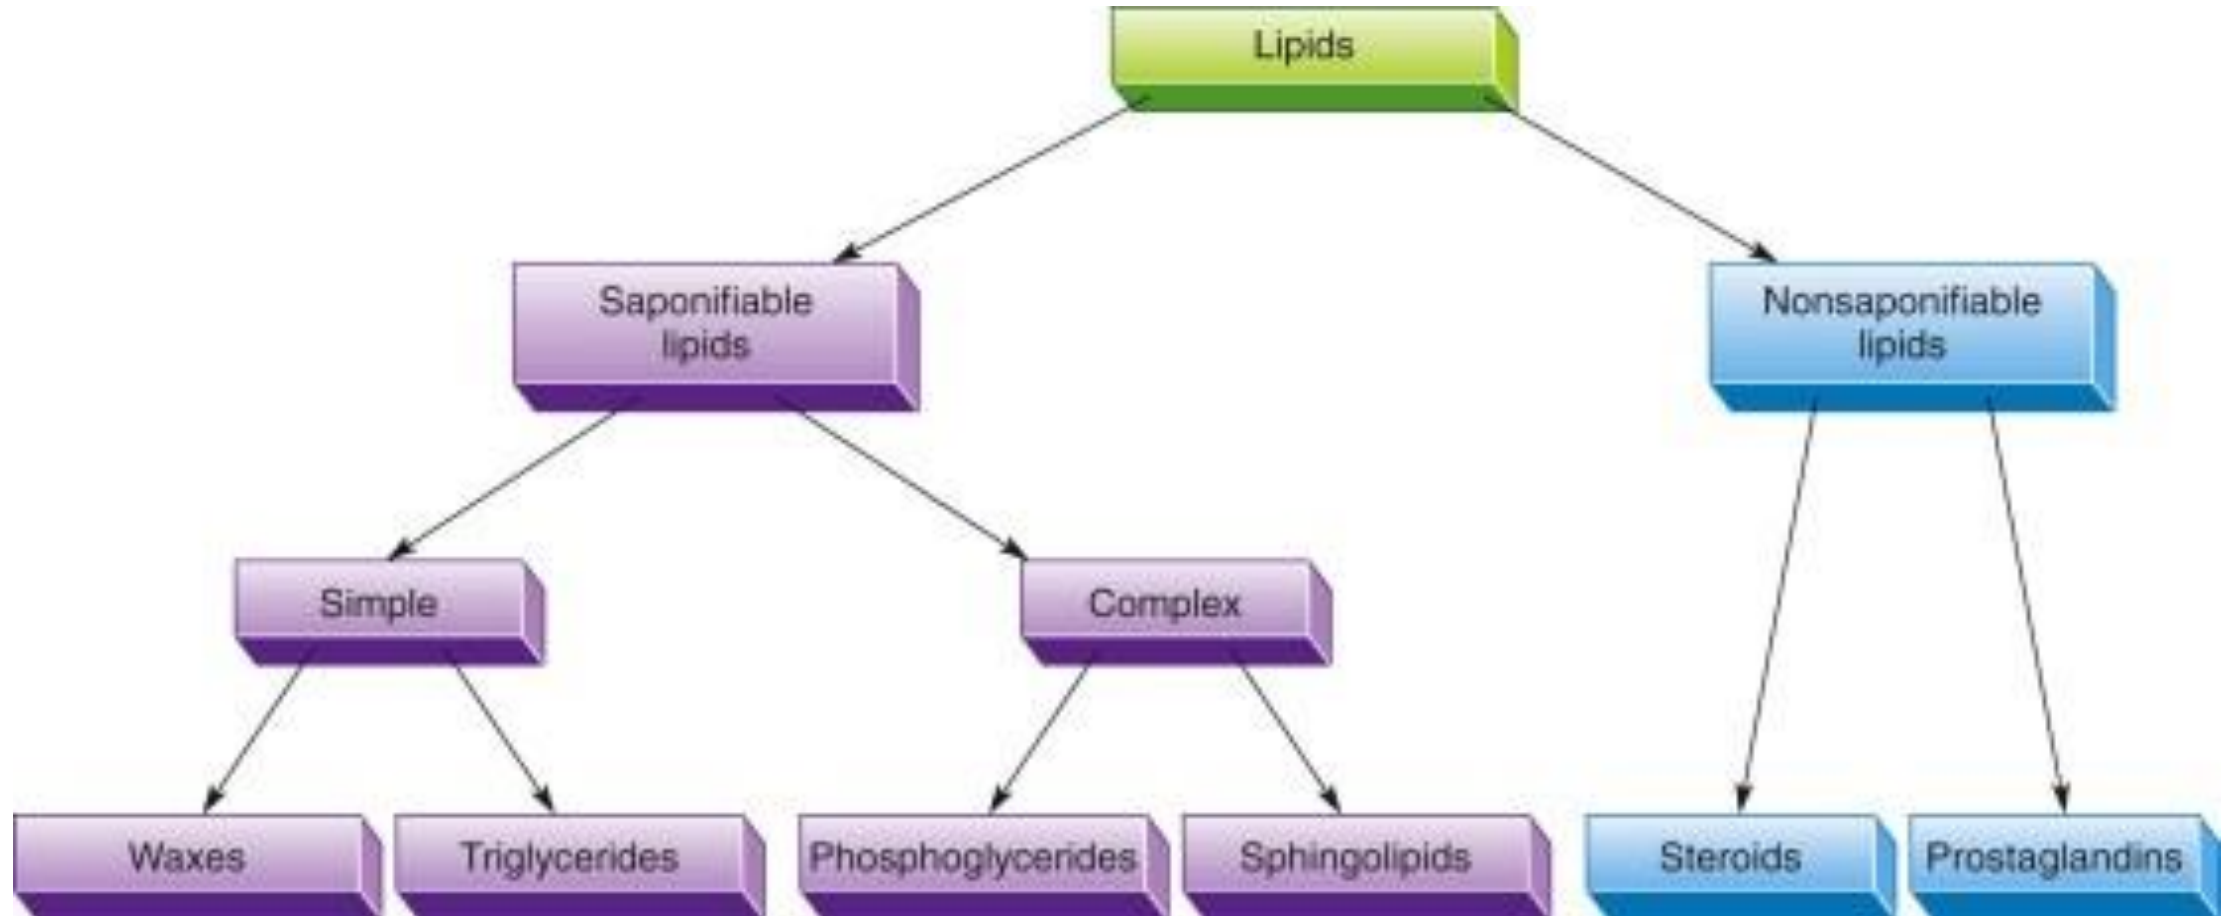 Lipids
Saponifiable
lipids
Nonsaponifiable
lipids
Simple
Complex
Waxes
Triglycerides
Phosphoglycerides
Sphingolipids
Steroids
Prostaglandins